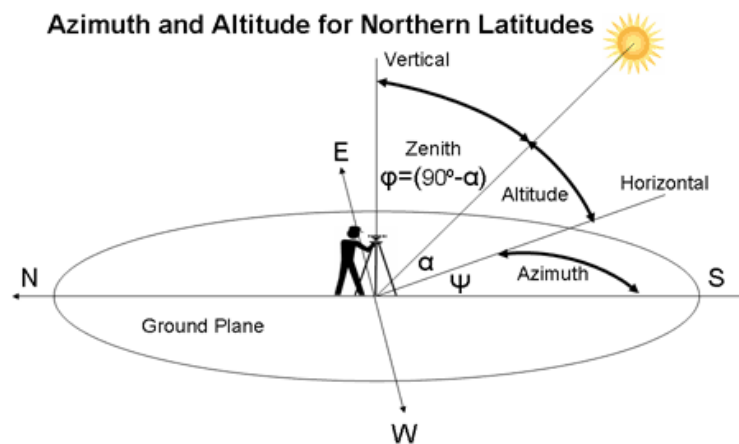 Azimuth and Altitude for Northern Latitudes
Vertical
E
Zenith
φ=(90º-α)
Altitude
Horizontal
N
α
Ψ
Azimuth
S
Ground Plane
W